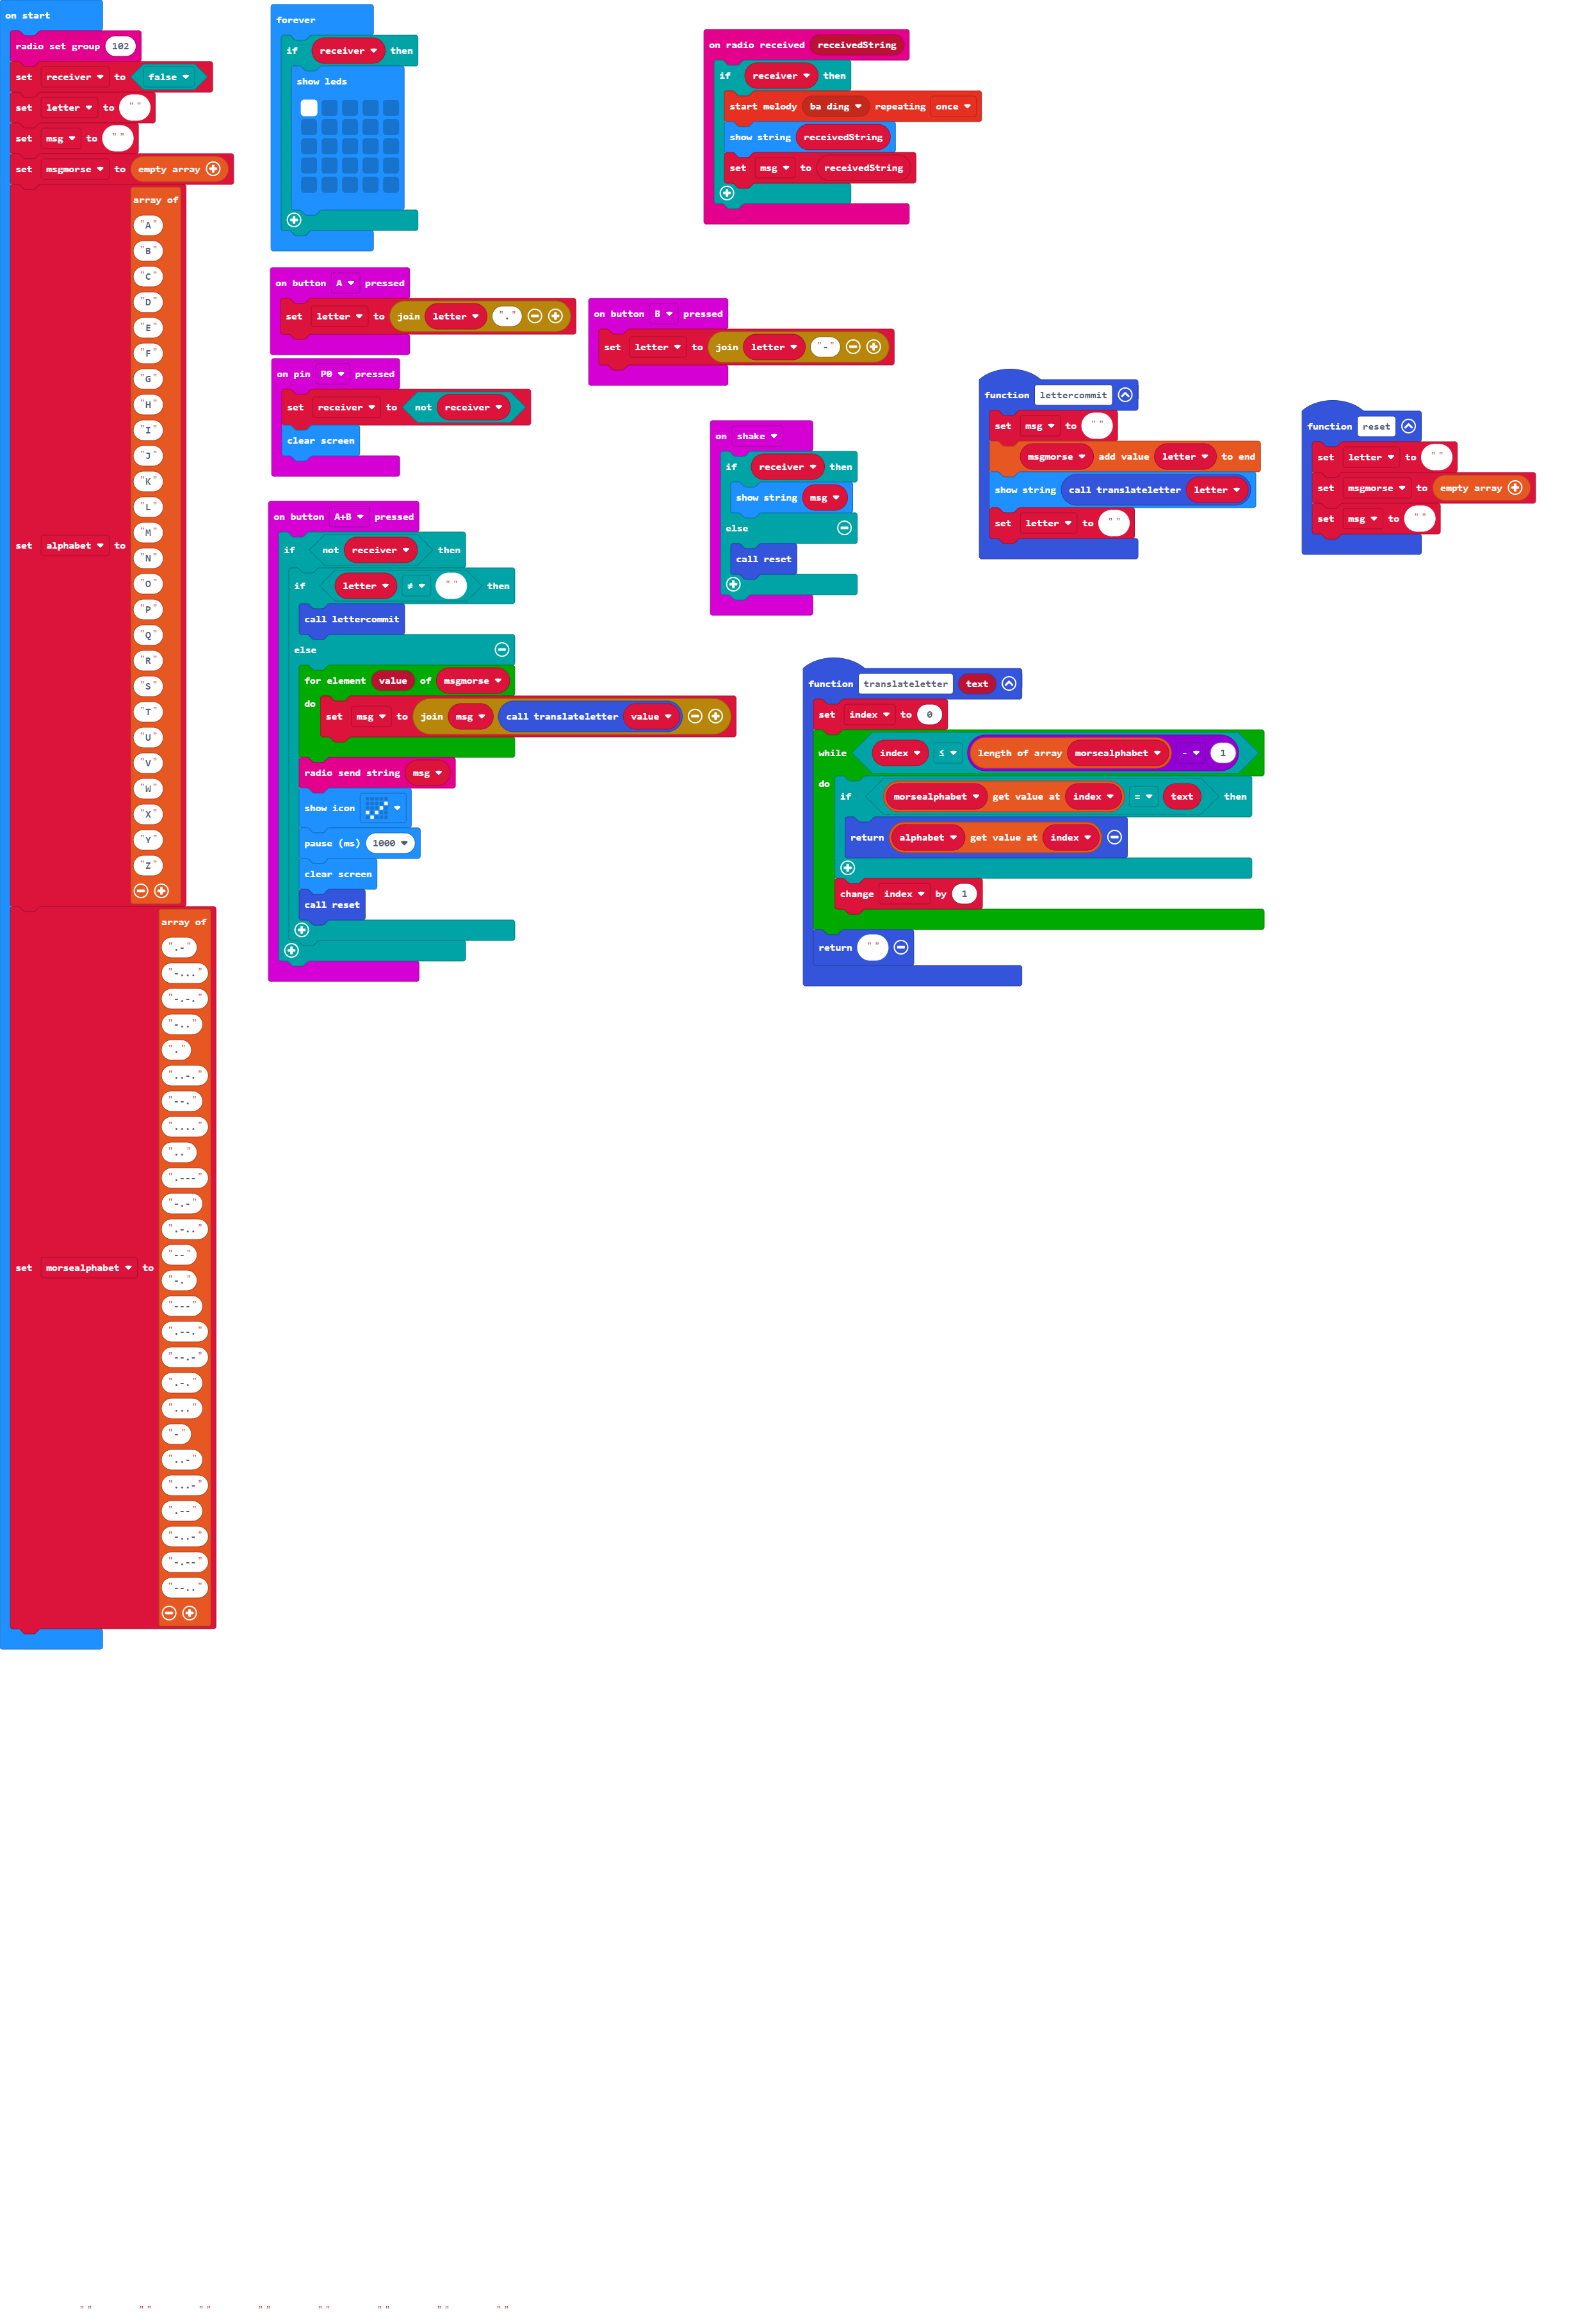 on start
radio set group 102
set receiver to false
set letter to " "
set msg to " "
set msgmorse to empty array
set alphabet to array of
"A"
"B"
"C"
"D"
"E"
"F"
"G"
"H"
"I"
"J"
"K"
"L"
"M"
"N"
"O"
"P"
"Q"
"R"
"S"
"T"
"U"
"V"
"W"
"X"
"Y"
"Z"
set morsealphabet to array of
".-"
"-..."
"-.-."
"-.."
"."
"..-."
"--."
"...."
".."
".---"
"-.-"
".-.."
"--"
"-."
"---"
".--."
"--.-"
".-."
"..."
"-"
"..-"
"...-"
".--"
"-..-"
"-.--"
"--.."
forever
if receiver then
show leds
on button A pressed
set letter to join letter "."
on pin P0 pressed
set receiver to not receiver
clear screen
on button A+B pressed
if not receiver then
if letter ≠ " " then
call lettercommit
else
for element value of msgmorse
do set msg to join msg call translateletter value
radio send string msg
show icon
pause (ms) 1000
clear screen
call reset
on button B pressed
set letter to join letter "-"
on radio received receivedString
if receiver then
start melody ba ding repeating once
show string receivedString
set msg to receivedString
on shake
if receiver then
show string msg
else
call reset
function lettercommit
set msg to " "
msgmorse add value letter to end
show string call translateletter letter
set letter to " "
function reset
set letter to " "
set msgmorse to empty array
set msg to " "
function translateletter text
set index to 0
while index ≤ length of array morsealphabet - 1
do if morsealphabet get value at index = text then
return alphabet get value at index
change index by 1
return " "
" " " " " " " " " " " " " " " "